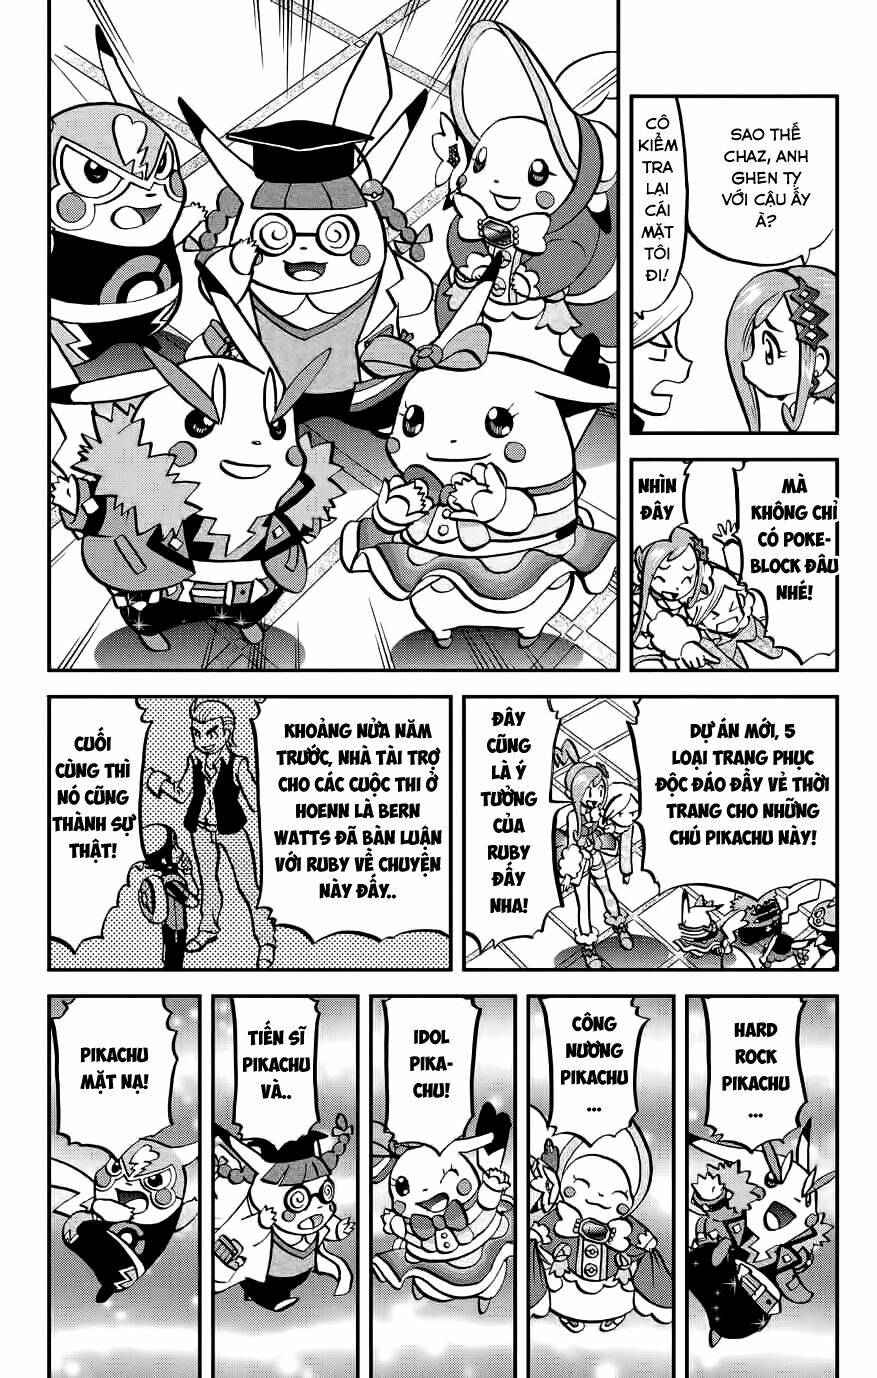 SAO THẾ
CHAZ, ANH
GHEN TỴ
VỚI CẬU ẤY
À?
CÔ
KIỂM
TRA
LẠI
CÁI
MẶT
TÔI
ĐI!
MÀ
KHÔNG CHỈ
CÓ POKE-
BLOCK ĐÂU
NHÉ!
NHÌN
ĐÂY
DỰ ÁN MỚI, 5
LOẠI TRANG PHỤC
ĐỘC ĐÁO ĐẦY VẺ THỜI
TRANG CHO NHỮNG
CHÚ PIKACHU NÀY!
ĐÂY
CŨNG
LÀ Ý
TƯỞNG
CỦA
RUBY
ĐẤY
NHA!
KHOẢNG NỬA NĂM
TRƯỚC, NHÀ TÀI TRỢ
CHO CÁC CUỘC THI Ở
HOENN LÀ BERN
WATTS ĐÃ BÀN LUẬN
VỚI RUBY VỀ CHUYỆN
NÀY ĐẤY..
CUỐI
CÙNG THÌ
NÓ CŨNG
THÀNH SỰ
THẬT!
HARD
ROCK
PIKACHU
...
CÔNG
NƯƠNG
PIKACHU
...
IDOL
PIKA-
CHU!
TIẾN SĨ
PIKACHU
VÀ..
PIKACHU
MẶT NẠ!